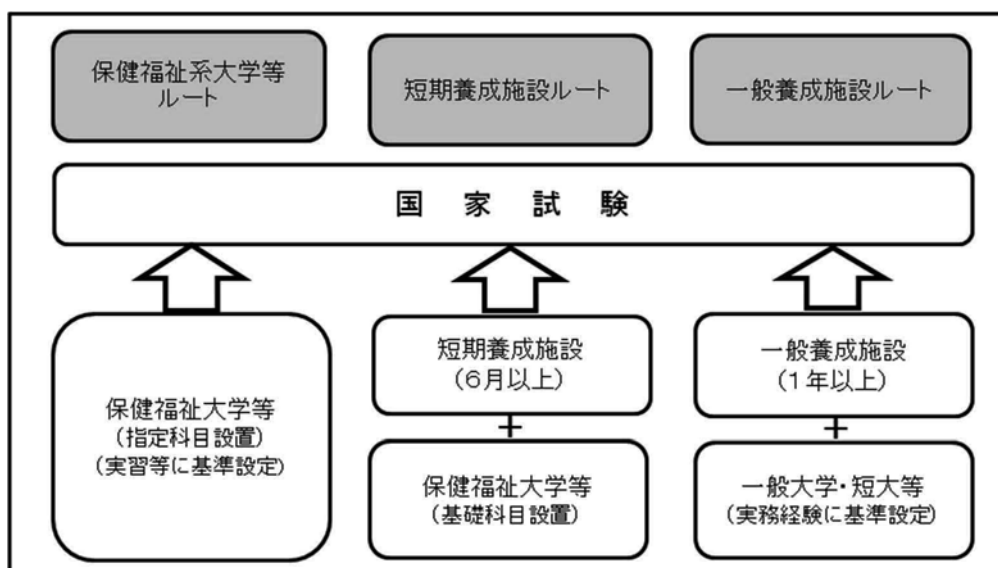 保健福祉系大学等
ルート
短期養成施設ルート
一般養成施設ルート
国家試験
保健福祉大学等
（指定科目設置）
（実習等に基準設定）
短期養成施設
（６月以上）
＋
保健福祉大学等
（基礎科目設置）
一般養成施設
（１年以上）
＋
一般大学・短大等
（実務経験に基準設定）